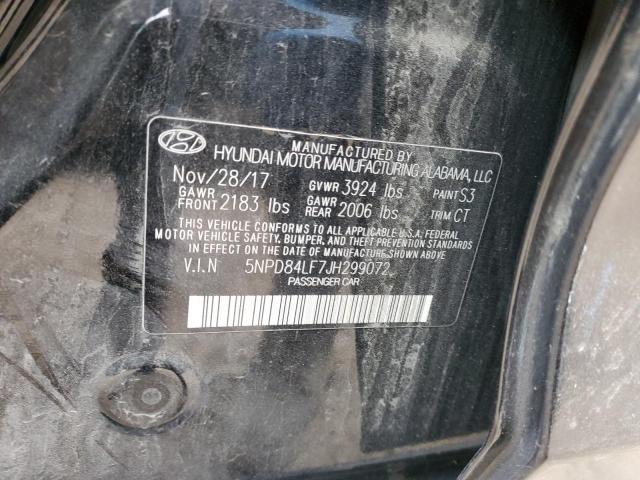 MANUFACTURED BY
HYUNDAI MOTOR MANUFACTURING ALABAMA, LLC
Nov/28/17 GVWR 3924 lbs PAINT S3
GAWR FRONT 2183 lbs GAWR REAR 2006 lbs TRIM CT
THIS VEHICLE CONFORMS TO ALL APPLICABLE U.S.A. FEDERAL
MOTOR VEHICLE SAFETY, BUMPER, AND THEFT PREVENTION STANDARDS
IN EFFECT ON THE DATE OF MANUFACTURE SHOWN ABOVE.
V.I.N 5NPD84LF7JH299072
PASSENGER CAR